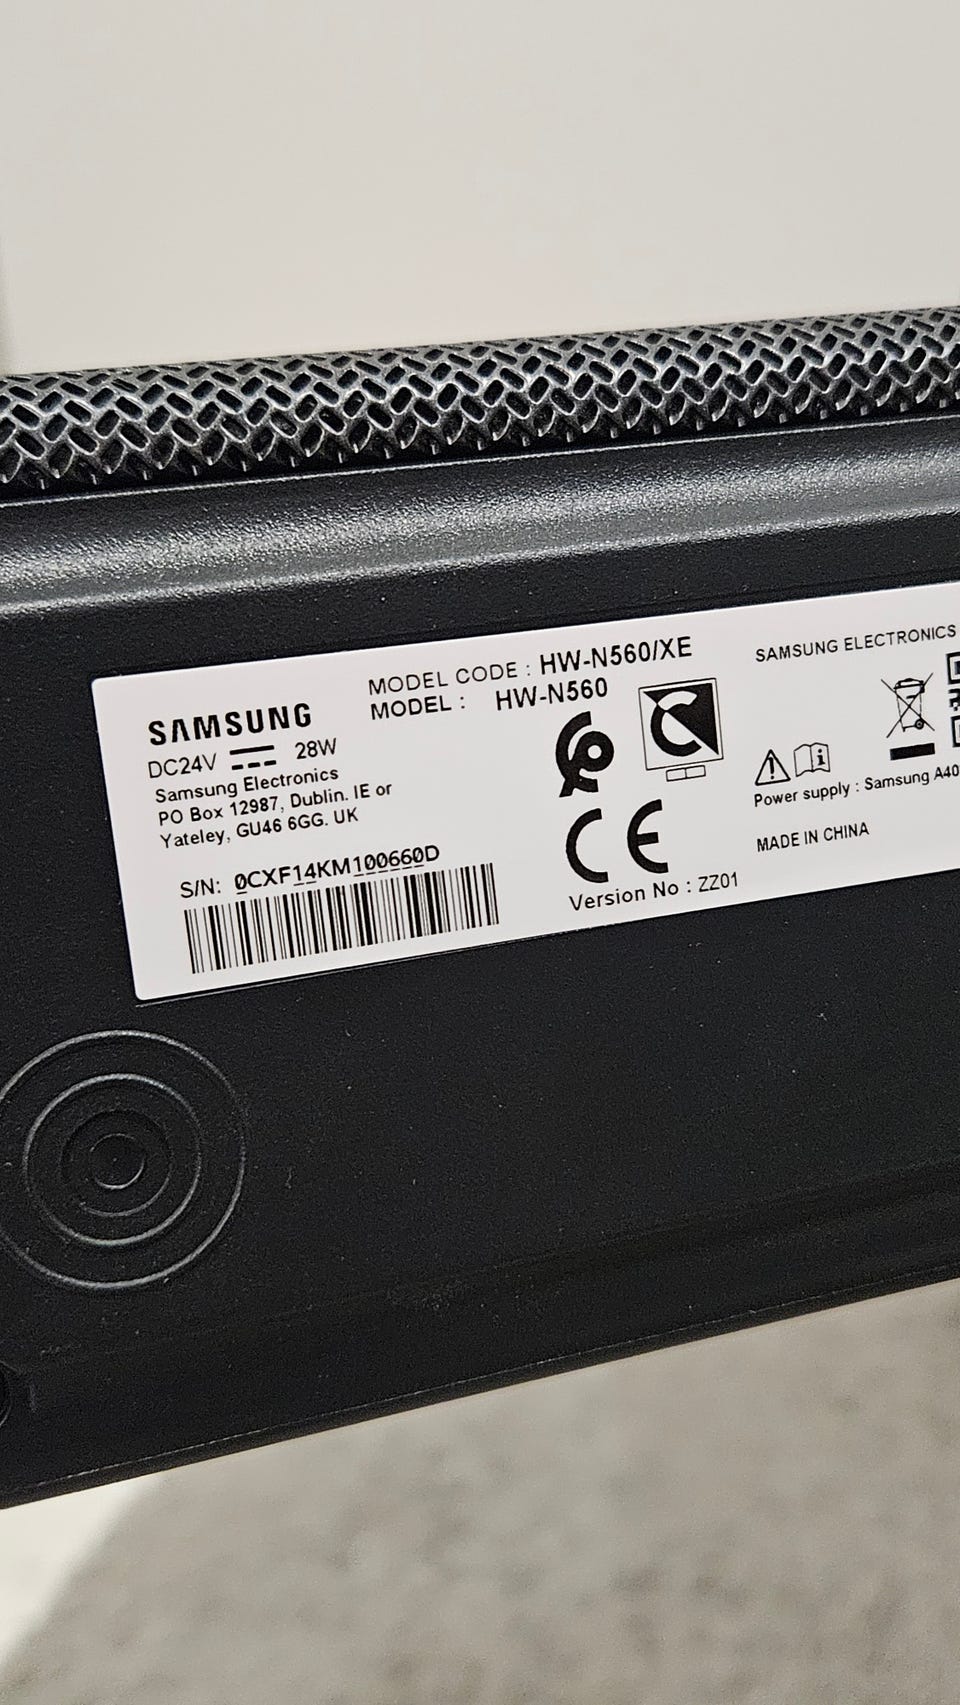 SAMSUNG
DC24V 28W
Samsung Electronics
PO Box 12987, Dublin. IE or
Yateley, GU46 6GG. UK
S/N: 0CXF14KM100660D
MODEL CODE : HW-N560/XE
MODEL : HW-N560
CE
Version No : ZZ01
SAMSUNG ELECTRONICS
Power supply : Samsung A40
MADE IN CHINA